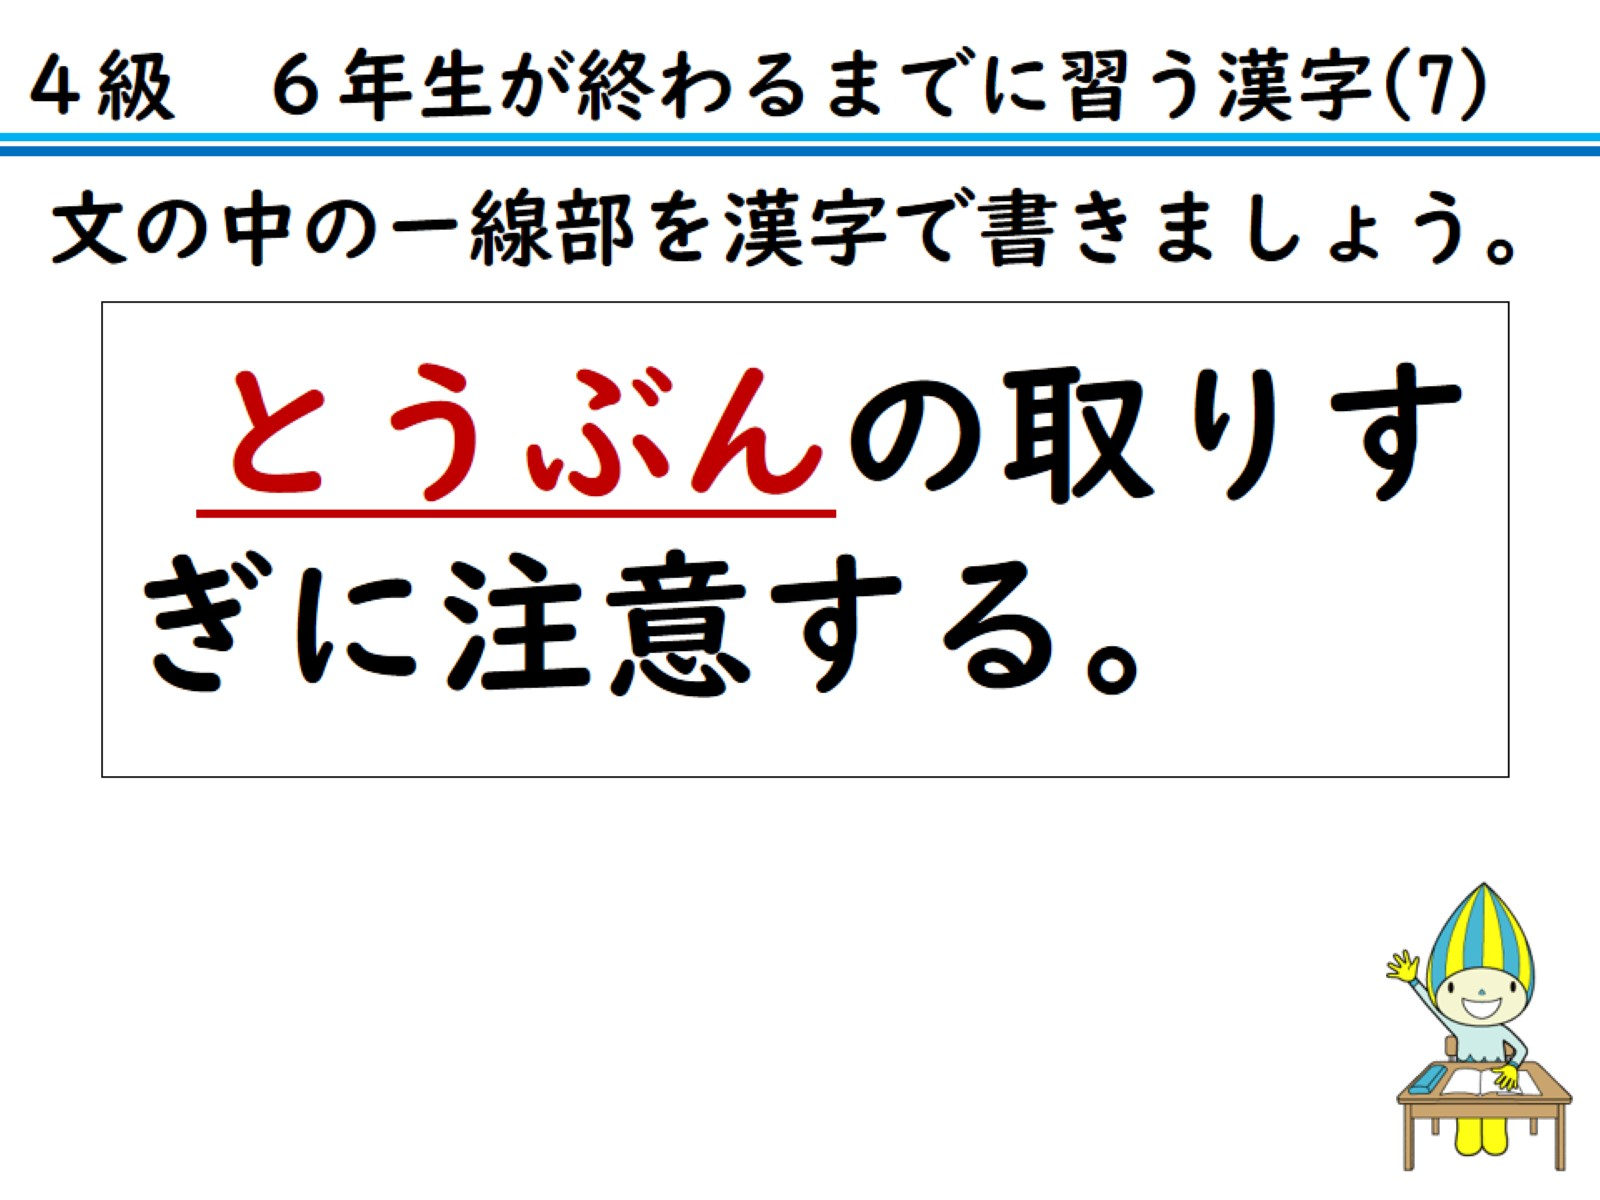 ４級　６年生が終わるまでに習う漢字(7)
文の中の一線部を漢字で書きましょう。
とうぶんの取りす
ぎに注意する。